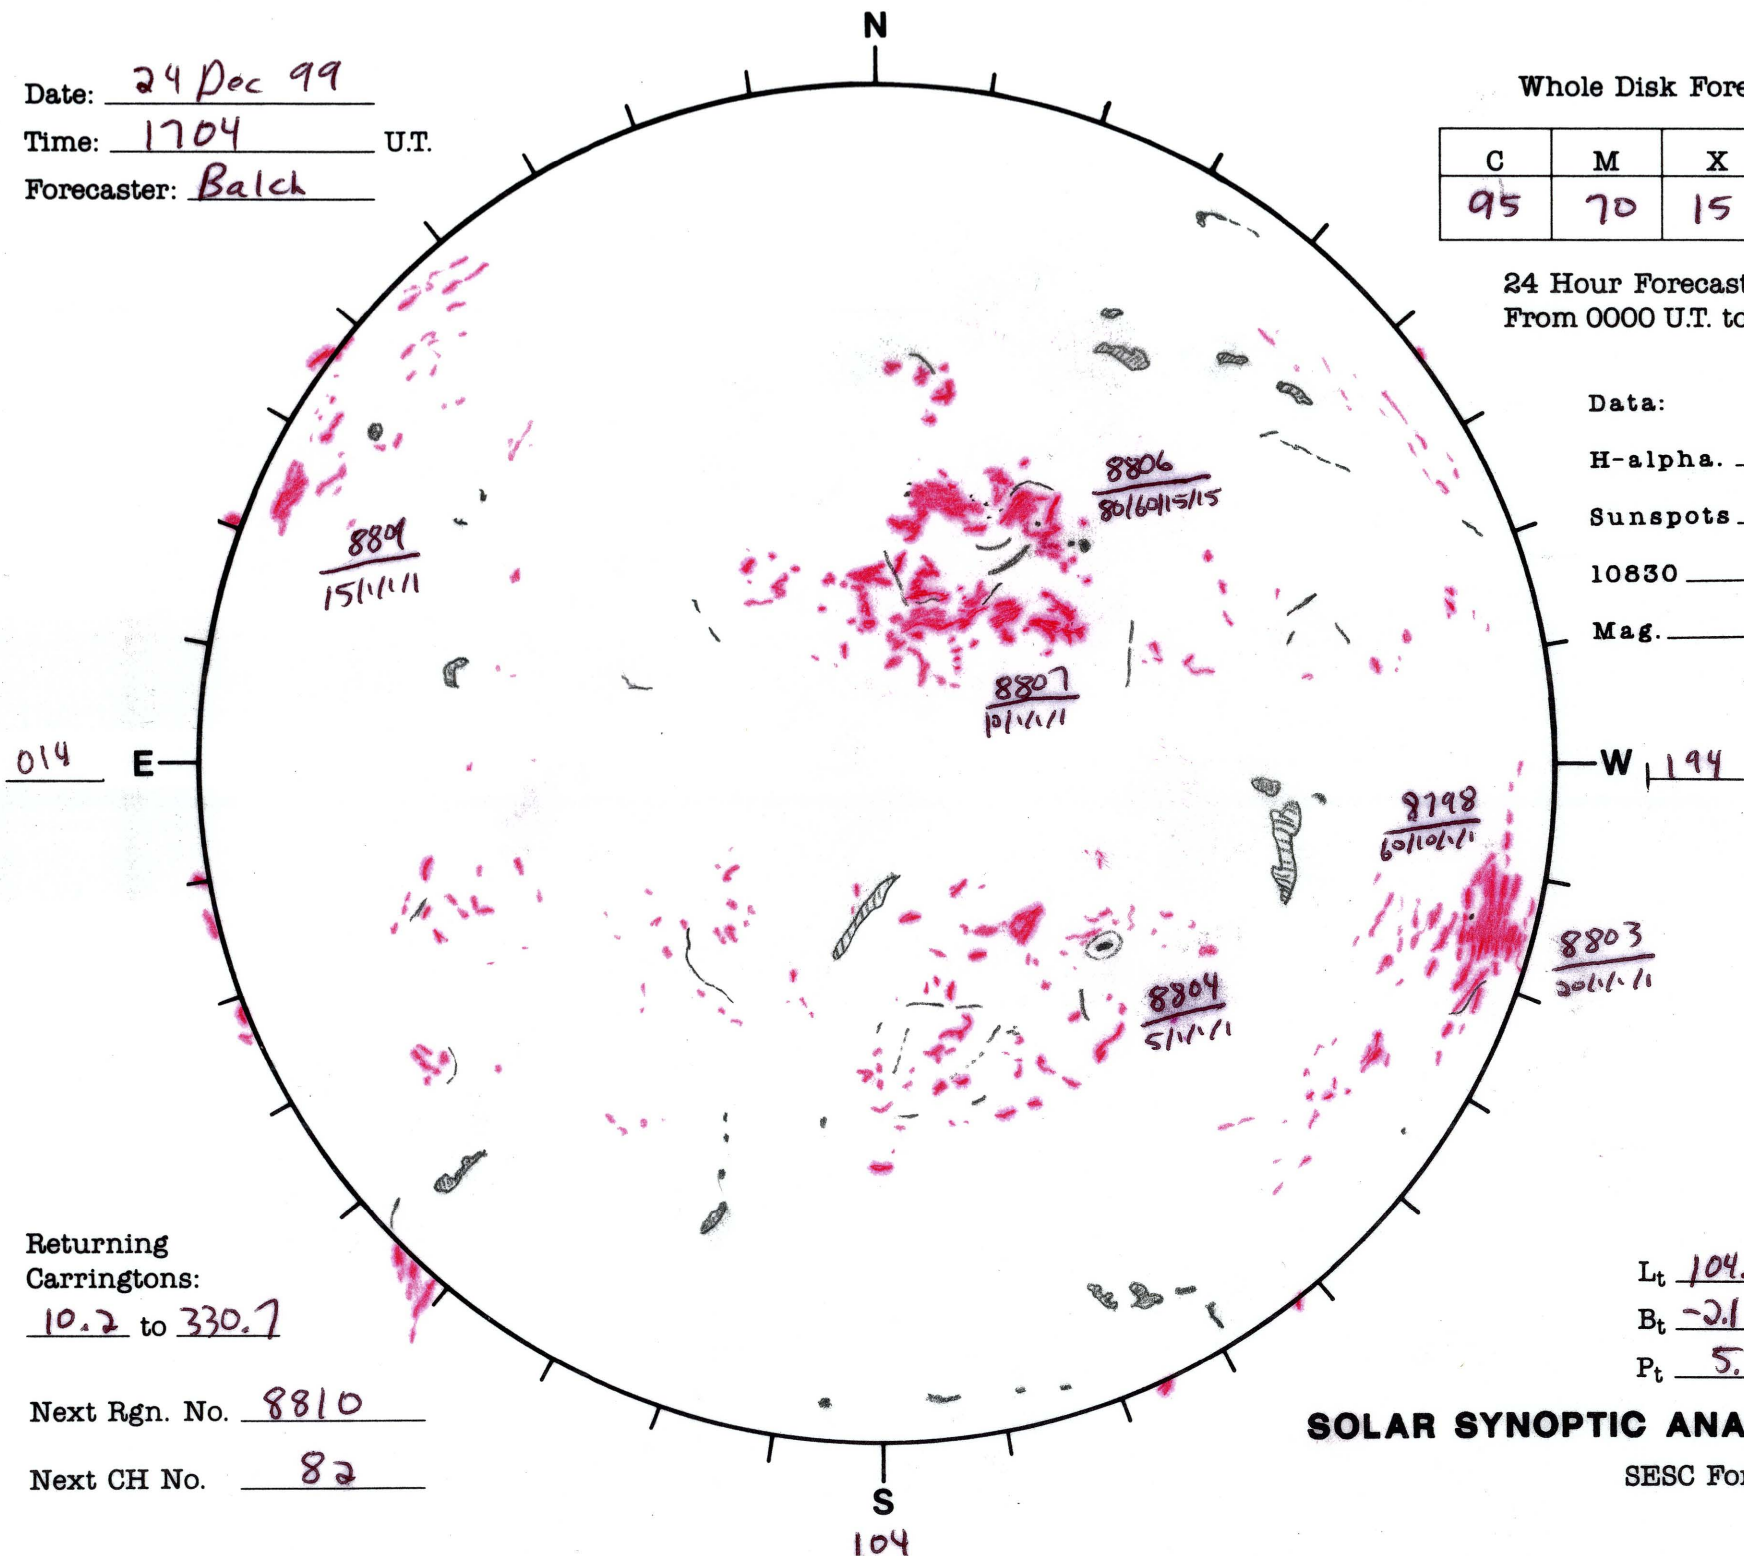 N
Date: 24 Dec 99
Time: 1704 U.T.
Forecaster: Balch
Whole Disk Fore
C M X
95 70 15
24 Hour Forecast
From 0000 U.T. to
Data:
H-alpha.
Sunspots
10830
Mag.
8806
80/60/15/15
8809
15/1/1/1
8807
10/1/1/1
014 E
W 194
8798
60/10/1/1
8803
20/1/1/1
8804
5/1/1/1
Returning
Carringtons:
10.2 to 330.7
Next Rgn. No. 8810
Next CH No. 82
Lt 104.
Bt -2.1
Pt 5.
SOLAR SYNOPTIC ANA
SESC For
S
104